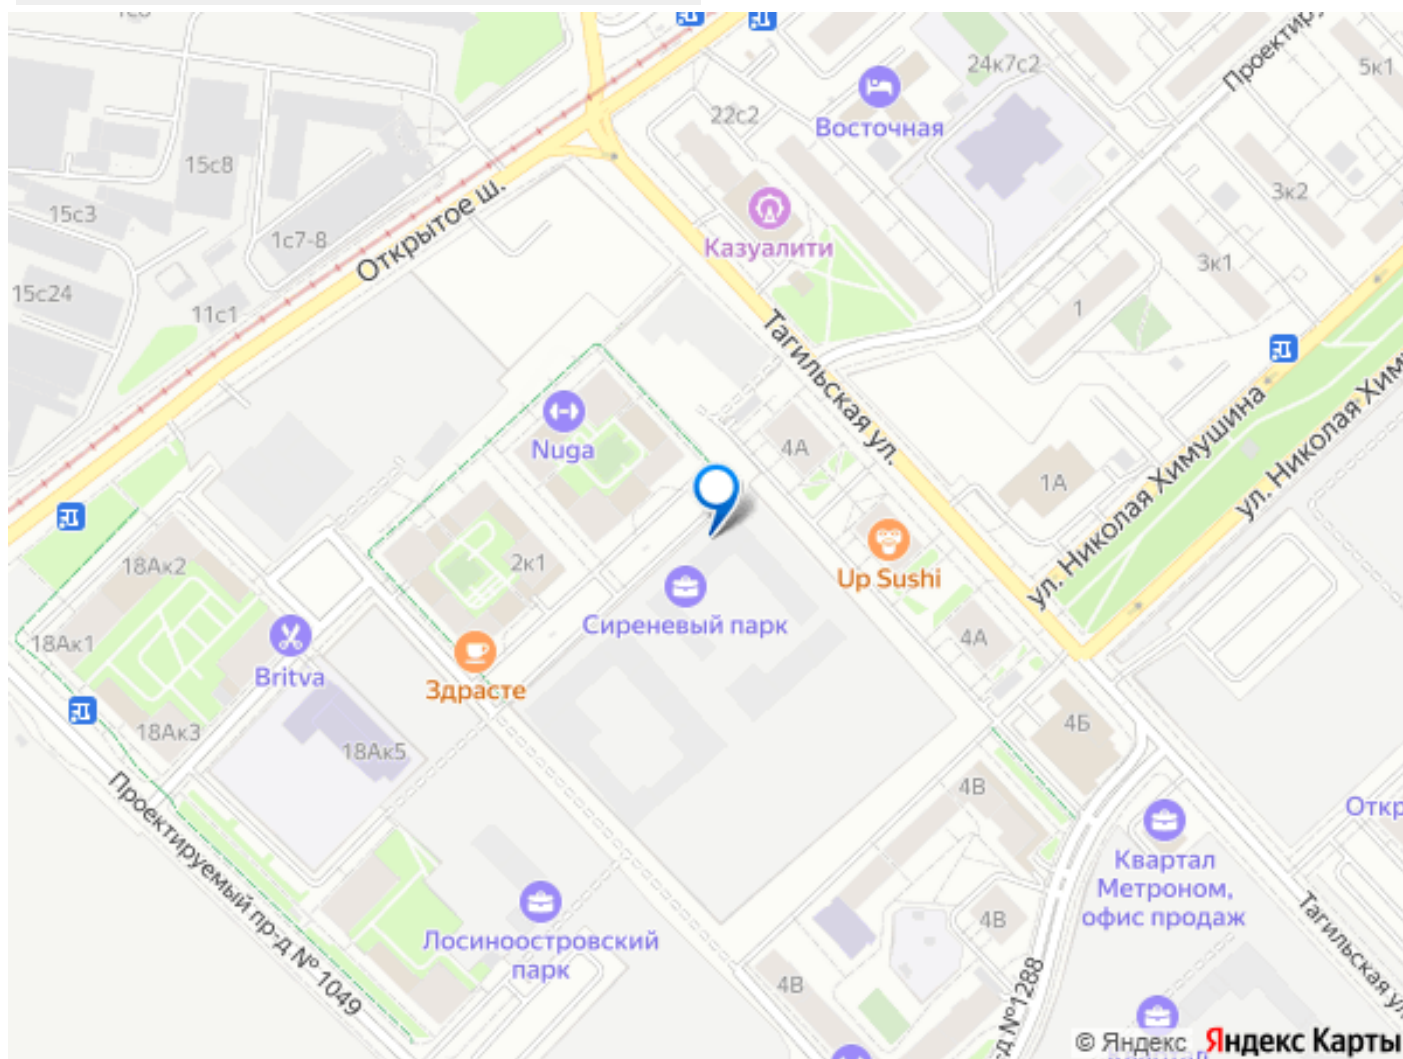 24к7с2
Проектиру
5к1
22с2
Восточная
15с8
Открытое ш.
3к2
15с3
1с7-8
Казуалити
3к1
15с24
11с1
1
Тагильская ул.
Nuga
4А
1А
ул. Николая Химушина
ул. Николая Хим
18Ак2
2к1
Up Sushi
Сиреневый парк
18Ак1
4А
Britva
Здрасте
18Ак3
18Ак5
4Б
4В
Откр
Проектируемый пр-д № 1049
Квартал
Метроном,
офис продаж
Лосиноостровский
парк
4В
Тагильская ул
4В
-д №1288
© Яндекс Яндекс Карты